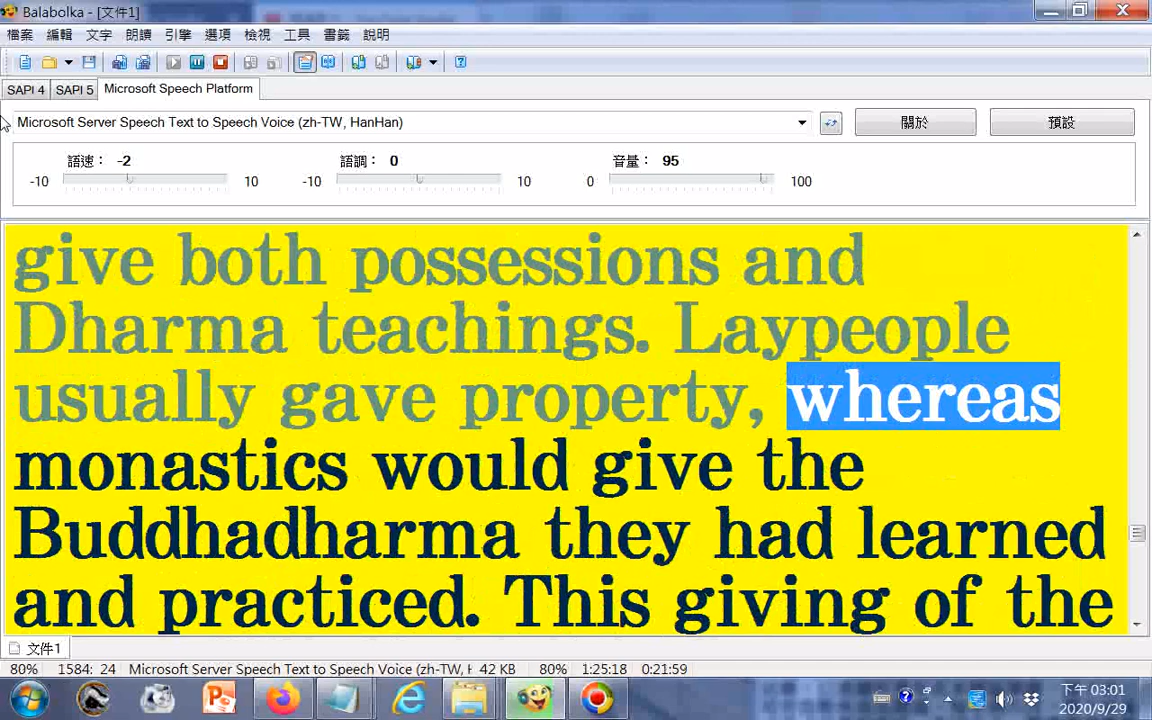 Balabolka - [文件1]
檔案 編輯 文字 朗讀 引擎 選項 檢視 工具 書籤 說明
SAPI 4 SAPI 5 Microsoft Speech Platform
Microsoft Server Speech Text to Speech Voice (zh-TW, HanHan) 關於 預設
語速： -2 語調： 0 音量： 95
-10 10 -10 10 0 100
give both possessions and
Dharma teachings. Laypeople
usually gave property, whereas
monastics would give the
Buddhadharma they had learned
and practiced. This giving of the
文件1
80% 1584: 24 Microsoft Server Speech Text to Speech Voice (zh-TW, H 42 KB 80% 1:25:18 0:21:59
下午 03:01
2020/9/29